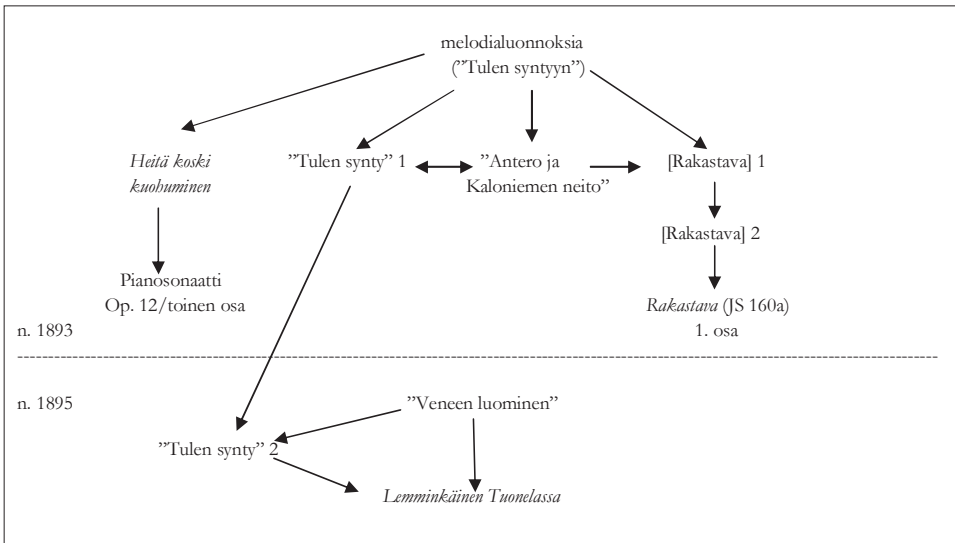 melodialuonnoksia
(”Tulen syntyyn”)
Heitä koski
kuohuminen
”Tulen synty” 1
”Antero ja
Kaloniemen neito”
[Rakastava] 1
[Rakastava] 2
Pianosonaatti
Op. 12/toinen osa
Rakastava (JS 160a)
1. osa
n. 1893
n. 1895
”Veneen luominen”
”Tulen synty” 2
Lemminkäinen Tuonelassa